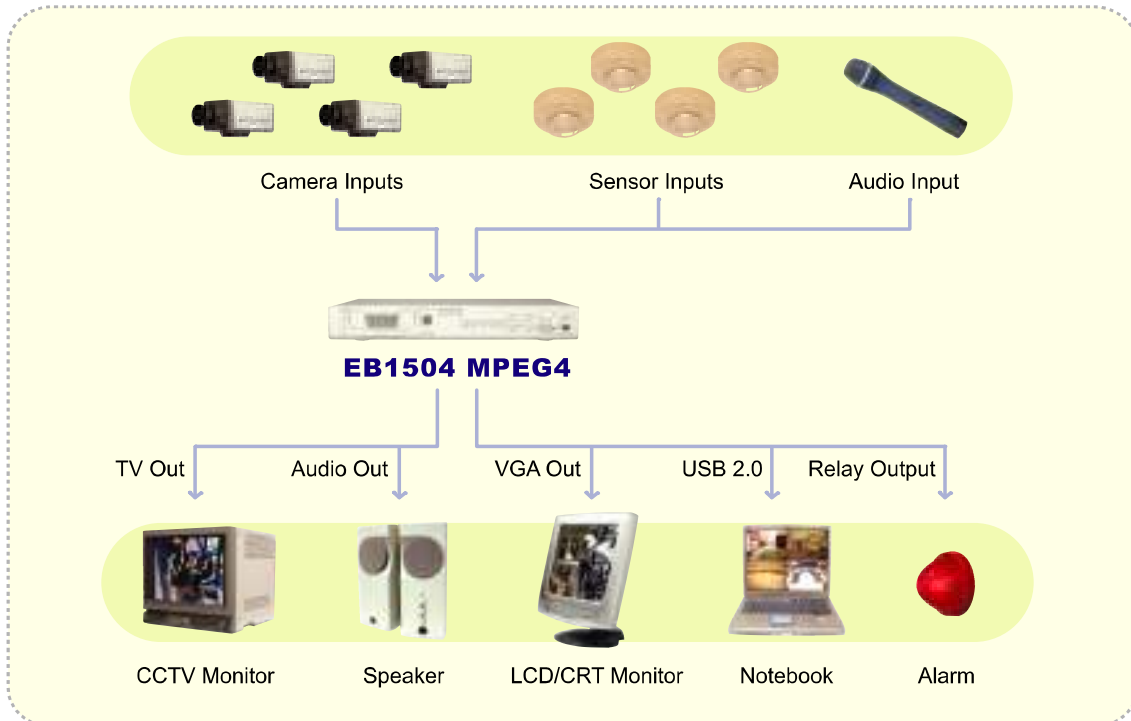 Camera Inputs
Sensor Inputs
Audio Input
EB1504 MPEG4
TV Out
Audio Out
VGA Out
USB 2.0
Relay Output
CCTV Monitor
Speaker
LCD/CRT Monitor
Notebook
Alarm